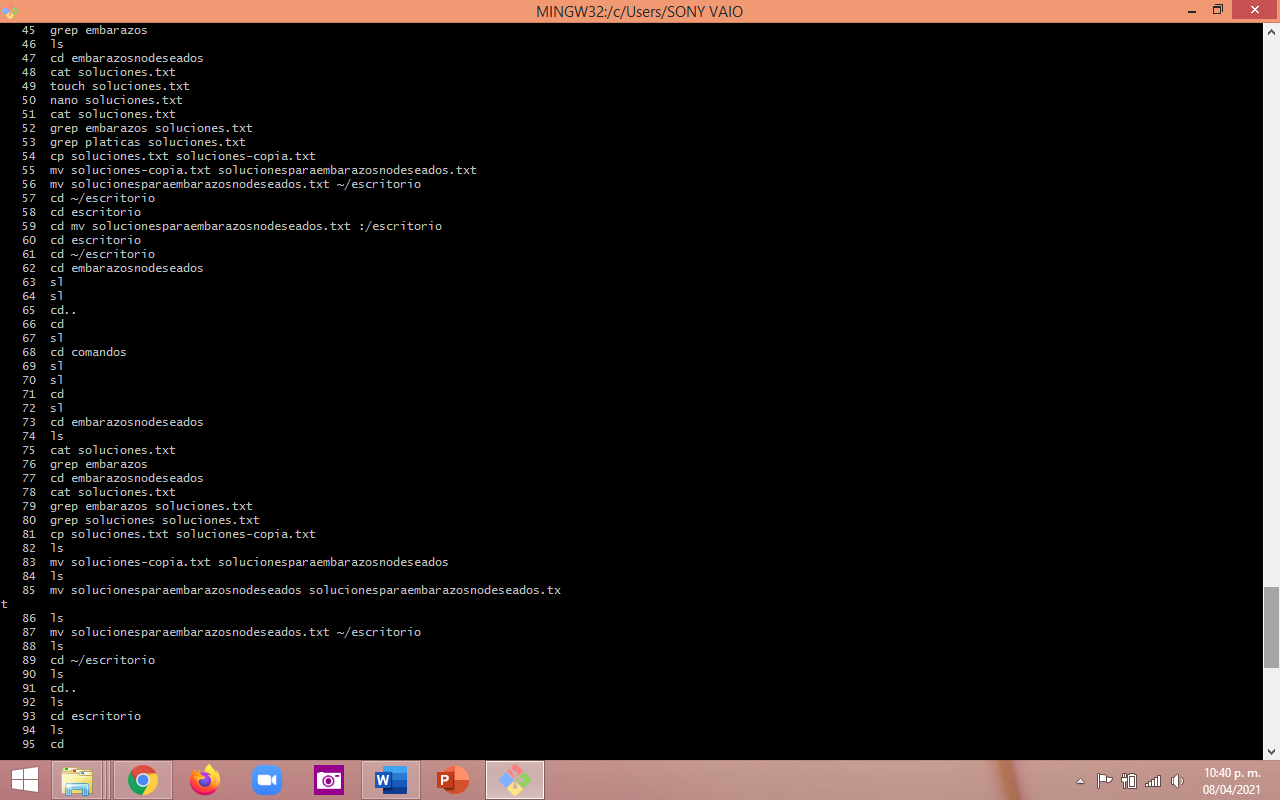 MINGW32:/c/Users/SONY VAIO
45 grep embarazos
46 ls
47 cd embarazosnodeseados
48 cat soluciones.txt
49 touch soluciones.txt
50 nano soluciones.txt
51 cat soluciones.txt
52 grep embarazos soluciones.txt
53 grep platicas soluciones.txt
54 cp soluciones.txt soluciones-copia.txt
55 mv soluciones-copia.txt solucionesparaembarazosnodeseados.txt
56 mv solucionesparaembarazosnodeseados.txt ~/escritorio
57 cd ~/escritorio
58 cd escritorio
59 cd mv solucionesparaembarazosnodeseados.txt :/escritorio
60 cd escritorio
61 cd ~/escritorio
62 cd embarazosnodeseados
63 sl
64 sl
65 cd..
66 cd
67 sl
68 cd comandos
69 sl
70 sl
71 cd
72 sl
73 cd embarazosnodeseados
74 ls
75 cat soluciones.txt
76 grep embarazos
77 cd embarazosnodeseados
78 cat soluciones.txt
79 grep embarazos soluciones.txt
80 grep soluciones soluciones.txt
81 cp soluciones.txt soluciones-copia.txt
82 ls
83 mv soluciones-copia.txt solucionesparaembarazosnodeseados
84 ls
85 mv solucionesparaembarazosnodeseados solucionesparaembarazosnodeseados.tx
t
86 ls
87 mv solucionesparaembarazosnodeseados.txt ~/escritorio
88 ls
89 cd ~/escritorio
90 ls
91 cd..
92 ls
93 cd escritorio
94 ls
95 cd
10:40 p. m.
08/04/2021